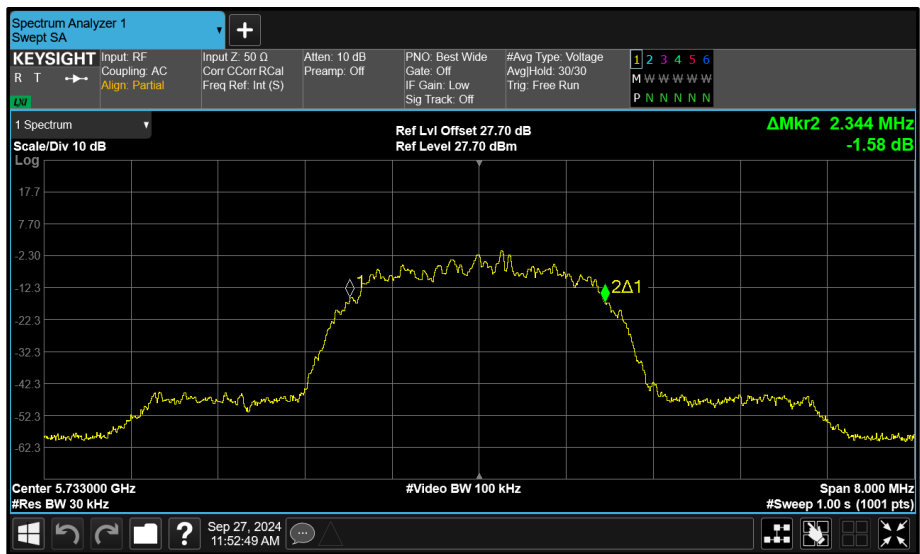 Spectrum Analyzer 1
Swept SA
KEYSIGHT
R T
LXI
Input: RF
Coupling: AC
Align: Partial
Input Z: 50 Ω
Corr CCorr RCal
Freq Ref: Int (S)
Atten: 10 dB
Preamp: Off
PNO: Best Wide
Gate: Off
IF Gain: Low
Sig Track: Off
#Avg Type: Voltage
Avg|Hold: 30/30
Trig: Free Run
1 2 3 4 5 6
M W W W W W
P N N N N N
1 Spectrum
Scale/Div 10 dB
Ref Lvl Offset 27.70 dB
Ref Level 27.70 dBm
ΔMkr2 2.344 MHz
-1.58 dB
Log
17.7
7.70
-2.30
-12.3
-22.3
-32.3
-42.3
-52.3
-62.3
1
2Δ1
Center 5.733000 GHz
#Res BW 30 kHz
#Video BW 100 kHz
Span 8.000 MHz
#Sweep 1.00 s (1001 pts)
?
Sep 27, 2024
11:52:49 AM